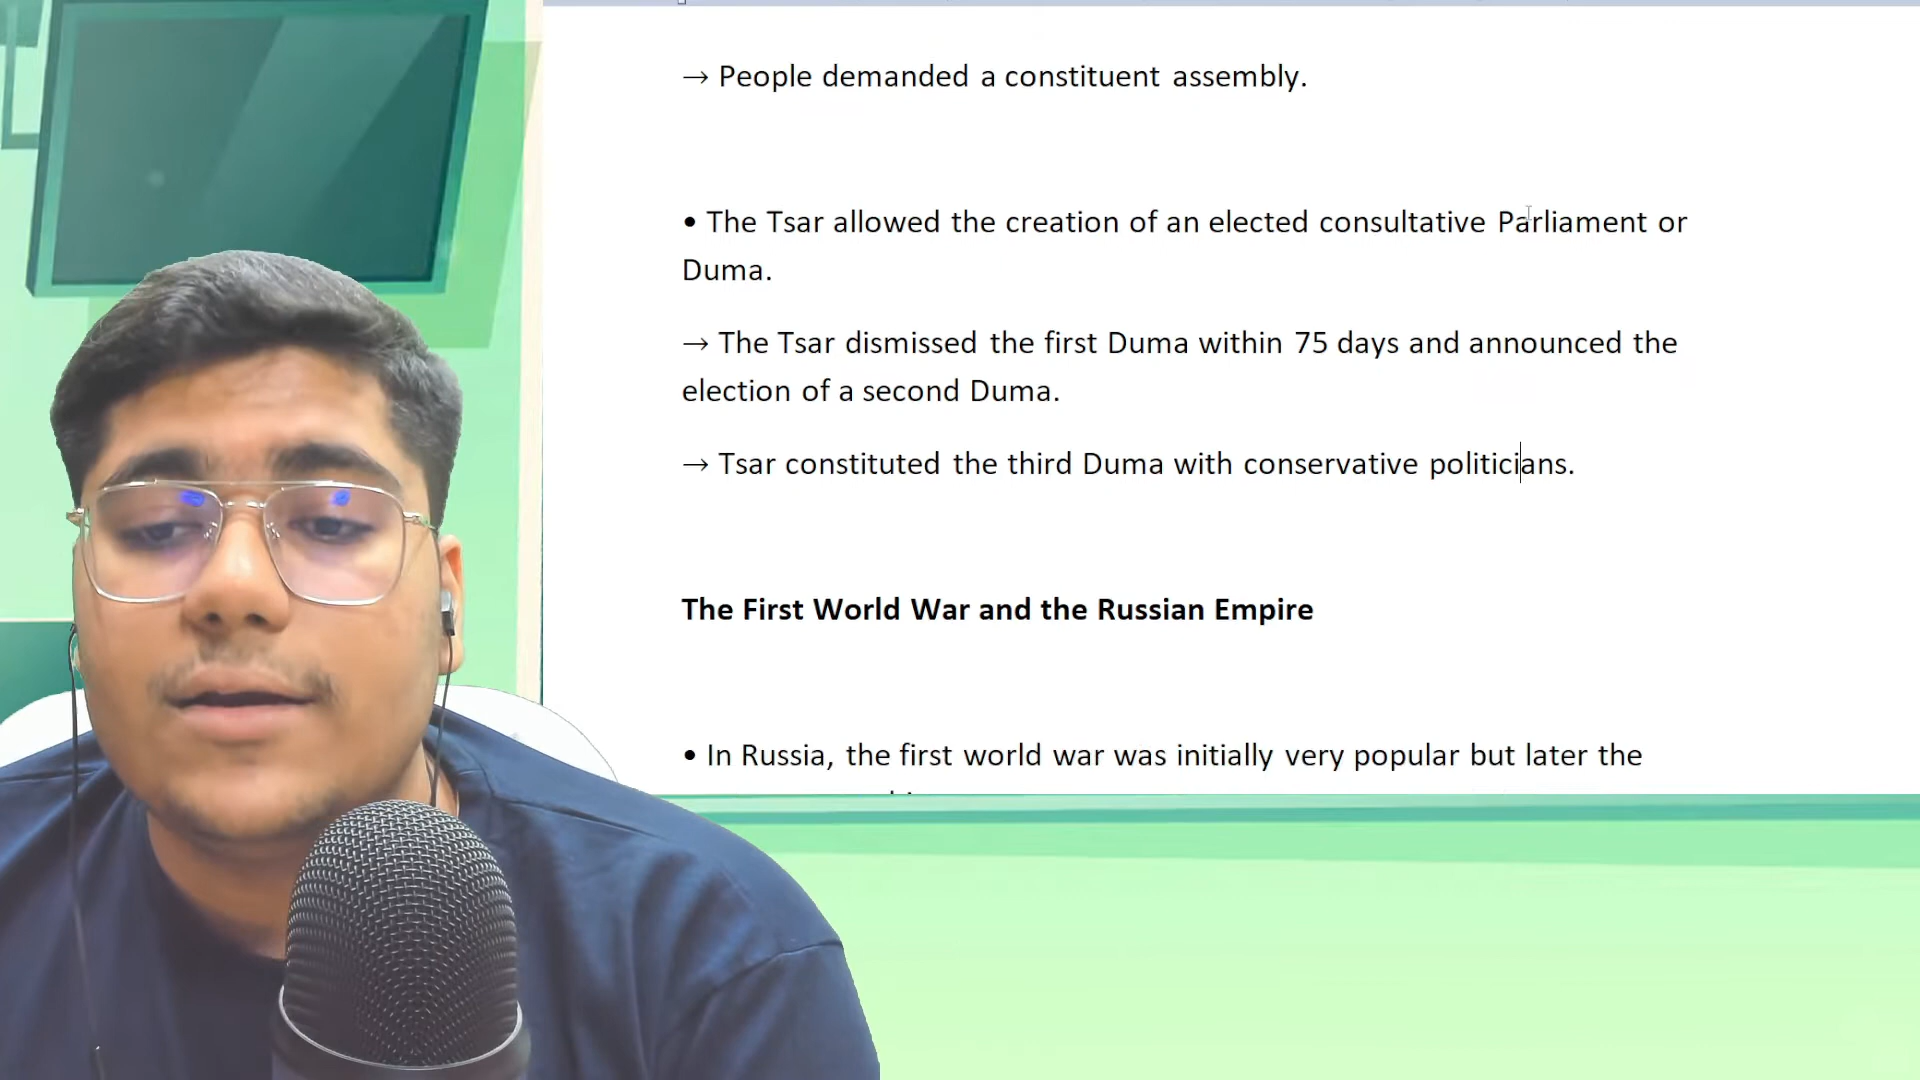 → People demanded a constituent assembly.
• The Tsar allowed the creation of an elected consultative Parliament or
Duma.
→ The Tsar dismissed the first Duma within 75 days and announced the
election of a second Duma.
→ Tsar constituted the third Duma with conservative politicians.
The First World War and the Russian Empire
• In Russia, the first world war was initially very popular but later the